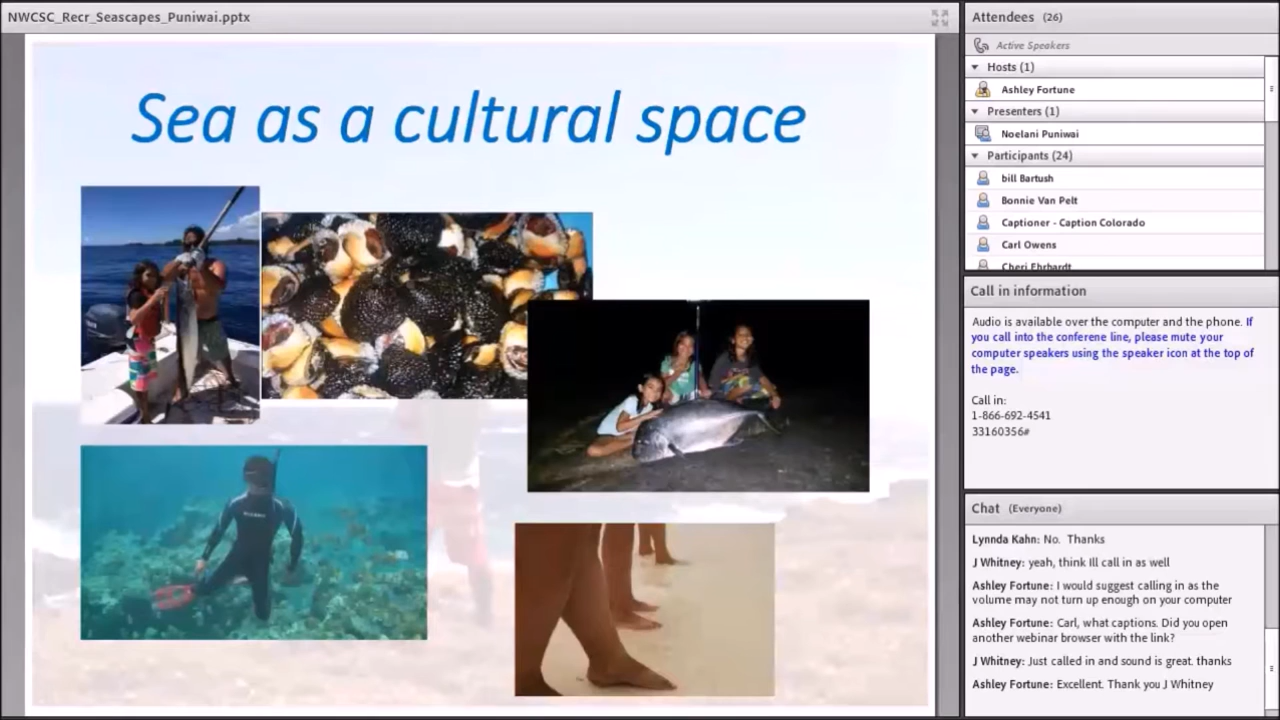 NWCSC_Recr_Seascapes_Puniwai.pptx
Sea as a cultural space
Attendees (26)
Active Speakers
Hosts (1)
Ashley Fortune
Presenters (1)
Noelani Puniwai
Participants (24)
bill Bartush
Bonnie Van Pelt
Captioner - Caption Colorado
Carl Owens
Cheri Ehrhardt
Call in information
Audio is available over the computer and the phone. If
you call into the conferene line, please mute your
computer speakers using the speaker icon at the top of
the page.
Call in:
1-866-692-4541
33160356#
Chat (Everyone)
Lynnda Kahn: No. Thanks
J Whitney: yeah, think Ill call in as well
Ashley Fortune: I would suggest calling in as the
volume may not turn up enough on your computer
Ashley Fortune: Carl, what captions. Did you open
another webinar browser with the link?
J Whitney: Just called in and sound is great. thanks
Ashley Fortune: Excellent. Thank you J Whitney